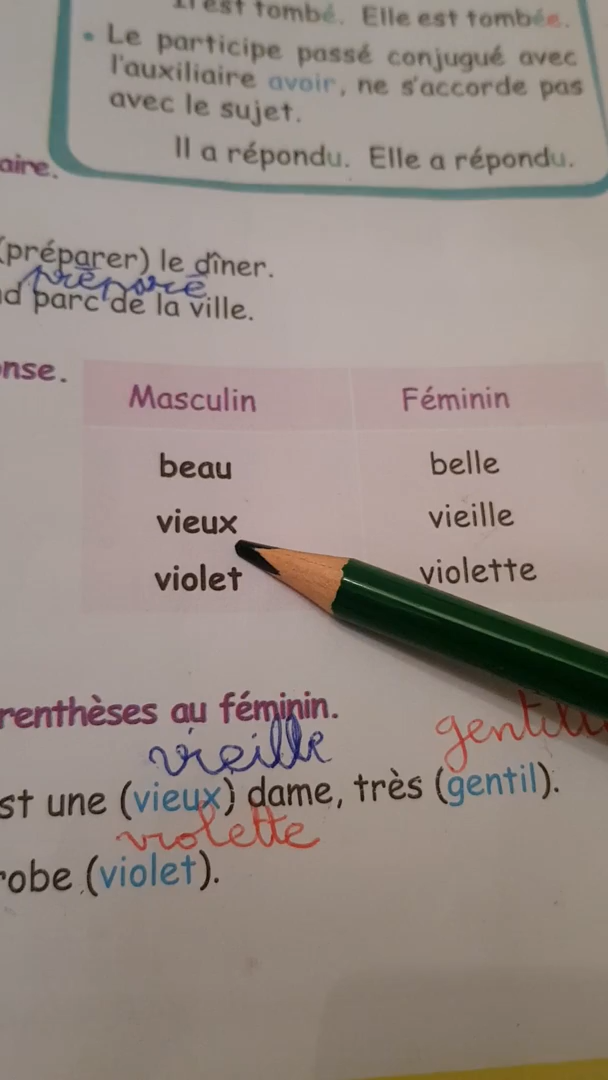 Il est tombé. Elle est tombée.
• Le participe passé conjugué avec
l'auxiliaire avoir, ne s'accorde pas
avec le sujet.
Il a répondu. Elle a répondu.
aire.
(préparer) le dîner.
préparé
d parc de la ville.
nse.
Masculin Féminin
beau belle
vieux vieille
violet violette
renthèses au féminin.
vieille
st une (vieux) dame, très (gentil).
violette
robe (violet).